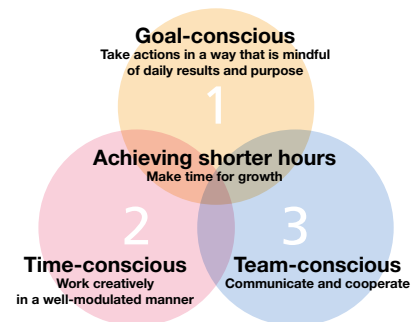 Goal-conscious
Take actions in a way that is mindful
of daily results and purpose
1
Achieving shorter hours
Make time for growth
2
Time-conscious
Work creatively
in a well-modulated manner
3
Team-conscious
Communicate and cooperate